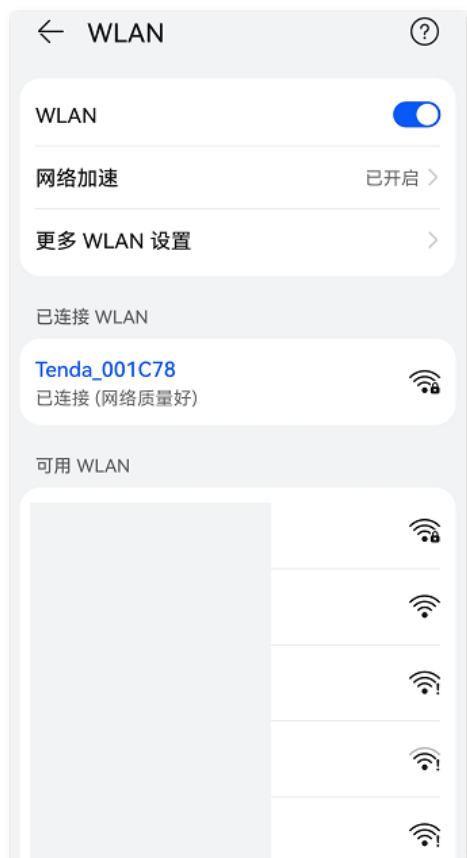 WLAN
WLAN
网络加速
已开启
更多 WLAN 设置
已连接 WLAN
Tenda_001C78
已连接 (网络质量好)
可用 WLAN